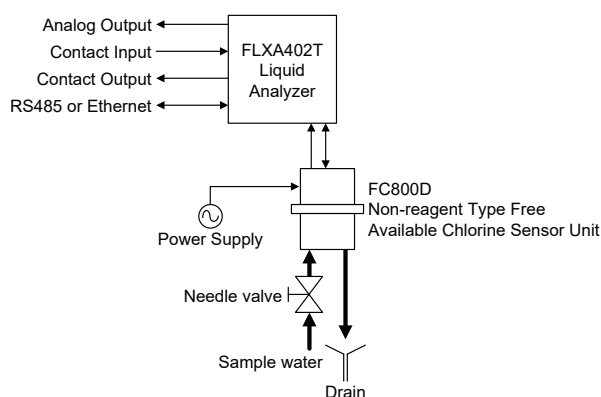 Analog Output
Contact Input
Contact Output
RS485 or Ethernet
FLXA402T
Liquid
Analyzer
FC800D
Non-reagent Type Free
Available Chlorine Sensor Unit
Power Supply
Needle valve
Sample water
Drain